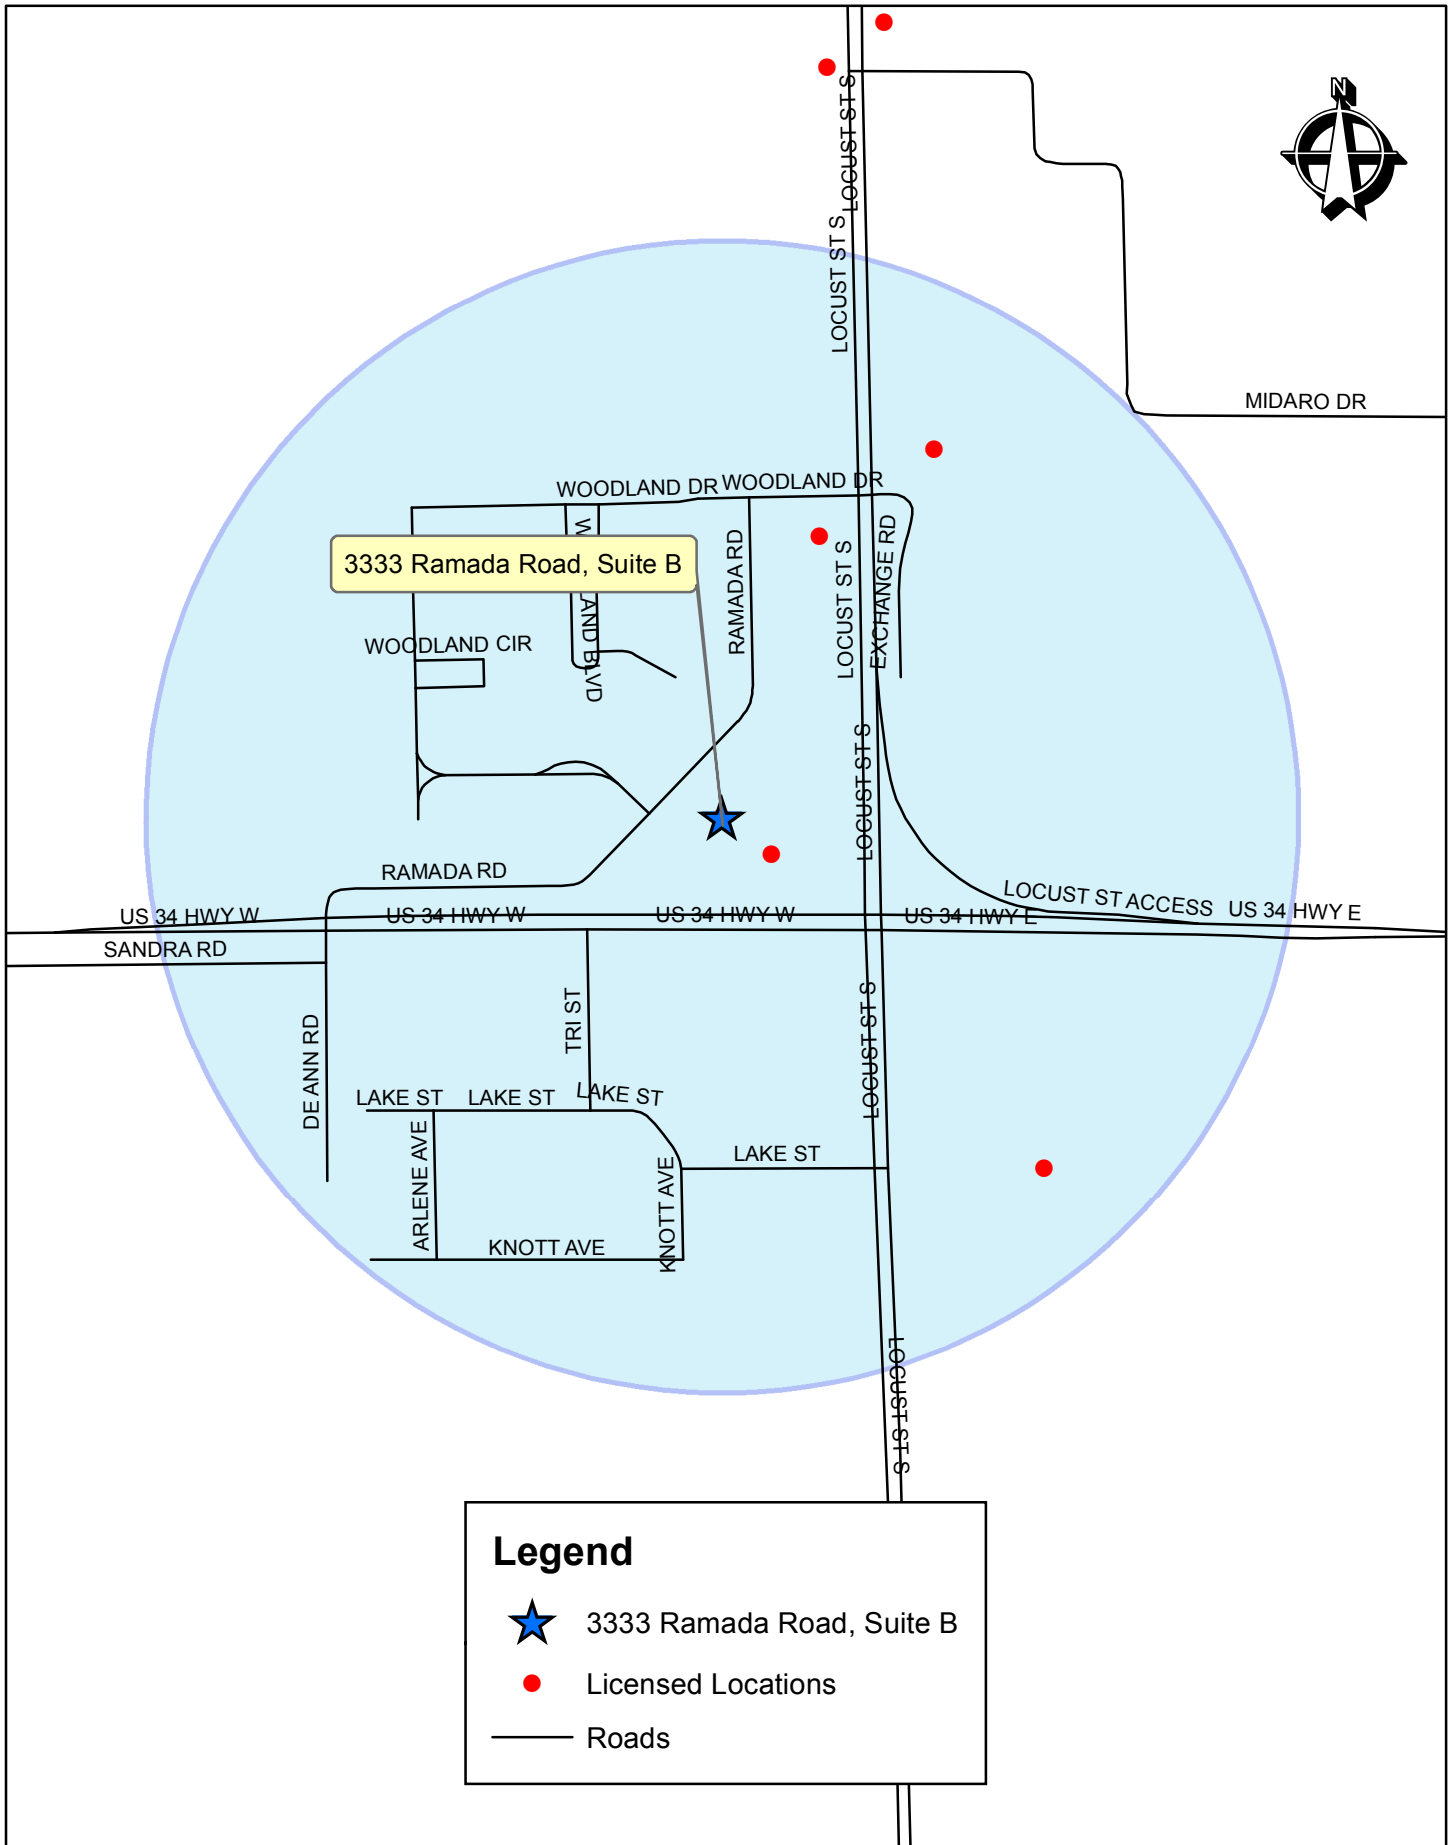 N
LOCUST ST S
LOCUST ST S
MIDARO DR
WOODLAND DR
WOODLAND DR
3333 Ramada Road, Suite B
RAMADA RD
LOCUST ST S
EXCHANGE RD
WOODLAND CIR
LOCUST ST S
RAMADA RD
LOCUST ST ACCESS
US 34 HWY W
US 34 HWY W
US 34 HWY W
US 34 HWY E
US 34 HWY E
SANDRA RD
DE ANN RD
TRI ST
LOCUST ST S
LAKE ST
LAKE ST
LAKE ST
ARLENE AVE
LAKE ST
KNOTT AVE
KNOTT AVE
LOCUST ST S
Legend
3333 Ramada Road, Suite B
Licensed Locations
Roads